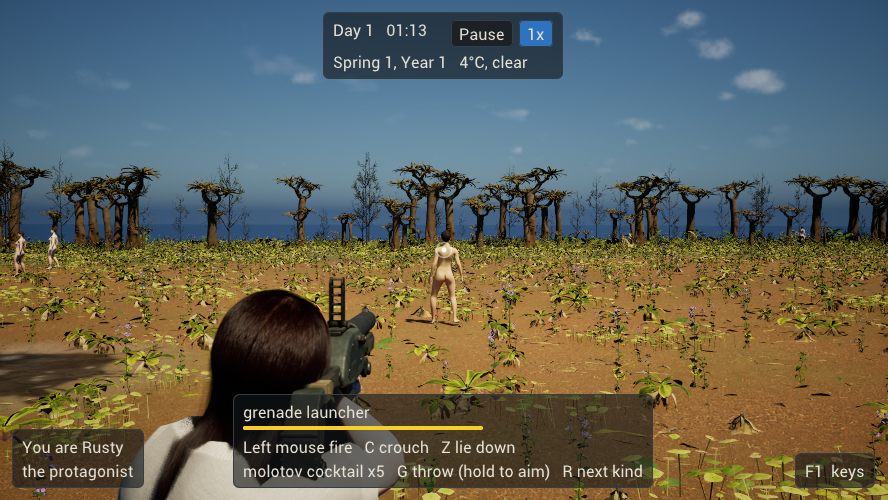 Day 1 01:13 Pause 1x
Spring 1, Year 1 4°C, clear
grenade launcher
Left mouse fire C crouch Z lie down
molotov cocktail x5 G throw (hold to aim) R next kind
You are Rusty
the protagonist
F1 keys